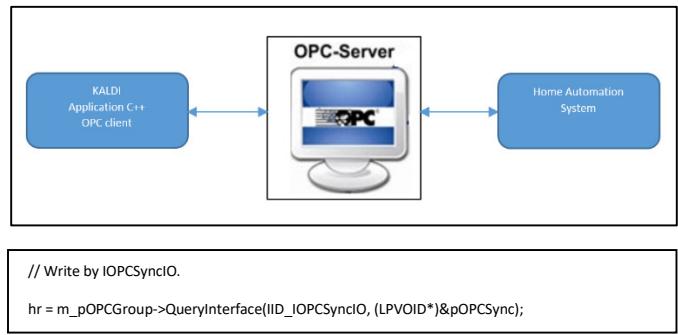 OPC-Server
KALDI
Application C++
OPC client
OPC
Home Automation
System
// Write by IOPCSyncIO.
hr = m_pOPCGroup->QueryInterface(IID_IOPCSyncIO, (LPVOID*)&pOPCSync);